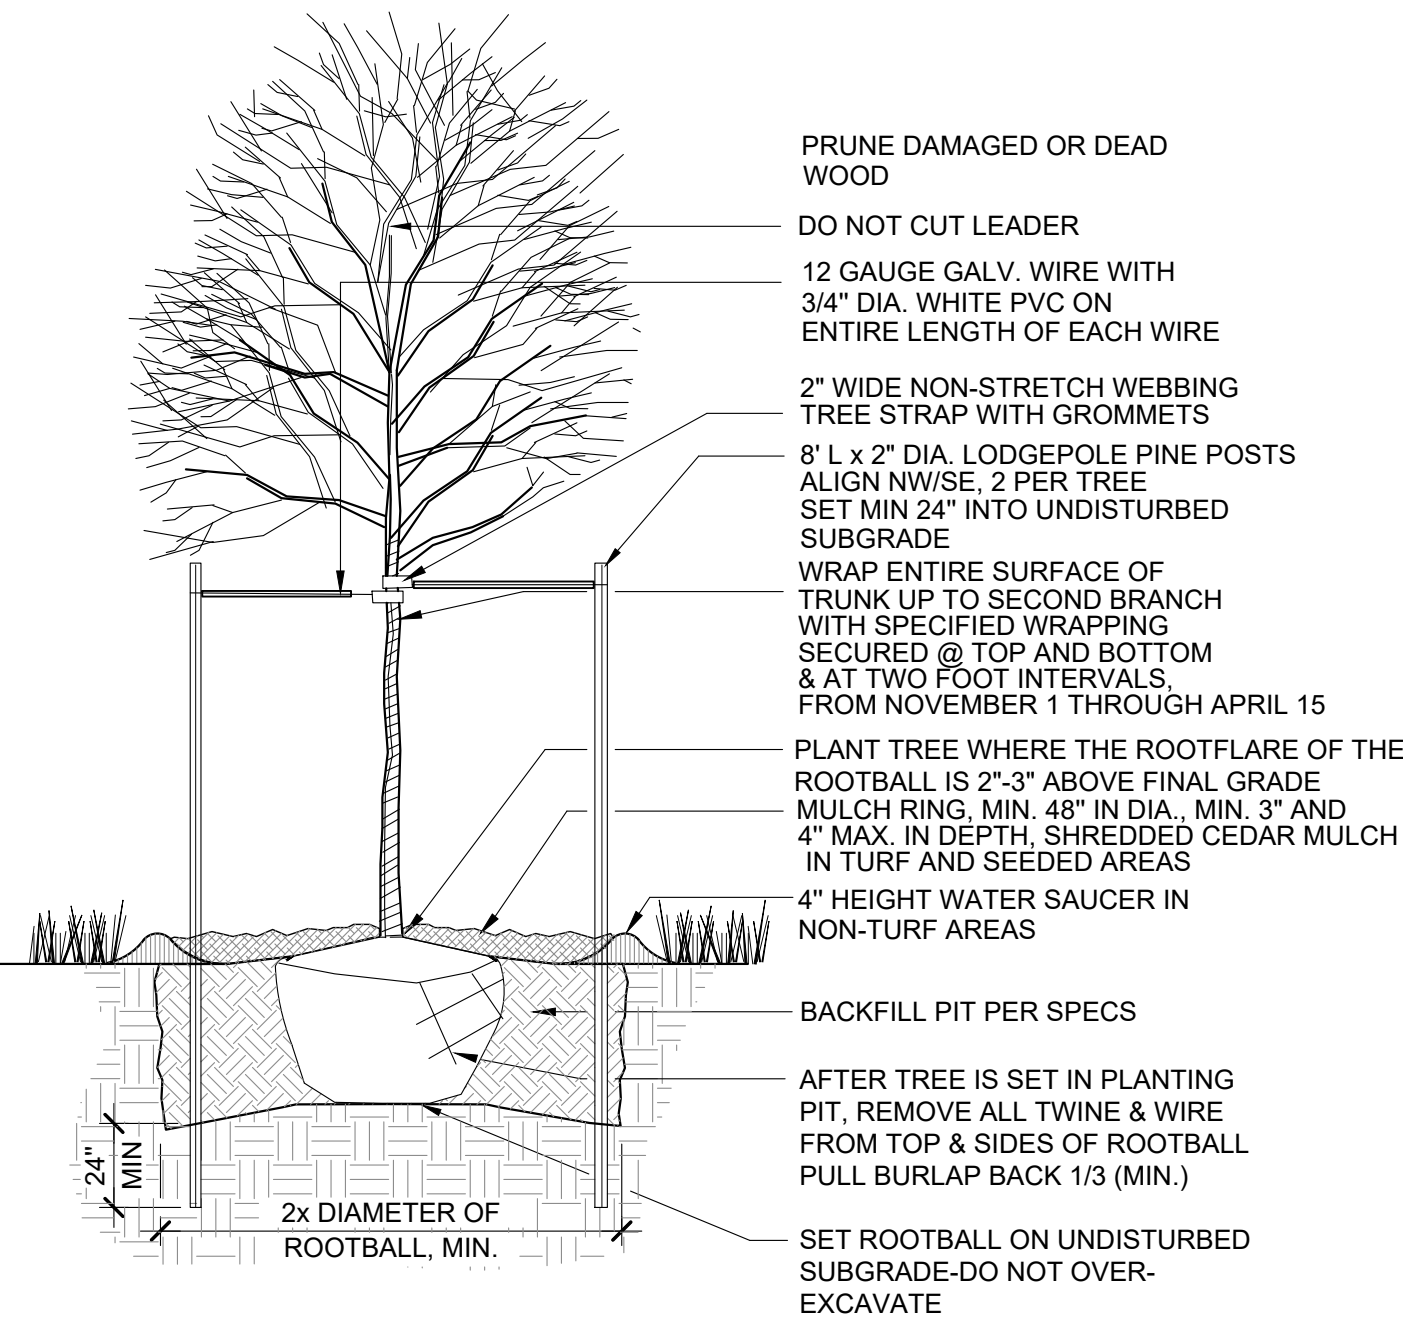 PRUNE DAMAGED OR DEAD
WOOD
DO NOT CUT LEADER
12 GAUGE GALV. WIRE WITH
3/4" DIA. WHITE PVC ON
ENTIRE LENGTH OF EACH WIRE
2" WIDE NON-STRETCH WEBBING
TREE STRAP WITH GROMMETS
8' L x 2" DIA. LODGEPOLE PINE POSTS
ALIGN NW/SE, 2 PER TREE
SET MIN 24" INTO UNDISTURBED
SUBGRADE
WRAP ENTIRE SURFACE OF
TRUNK UP TO SECOND BRANCH
WITH SPECIFIED WRAPPING
SECURED @ TOP AND BOTTOM
& AT TWO FOOT INTERVALS,
FROM NOVEMBER 1 THROUGH APRIL 15
PLANT TREE WHERE THE ROOTFLARE OF THE
ROOTBALL IS 2"-3" ABOVE FINAL GRADE
MULCH RING, MIN. 48" IN DIA., MIN. 3" AND
4" MAX. IN DEPTH, SHREDDED CEDAR MULCH
IN TURF AND SEEDED AREAS
4" HEIGHT WATER SAUCER IN
NON-TURF AREAS
BACKFILL PIT PER SPECS
AFTER TREE IS SET IN PLANTING
PIT, REMOVE ALL TWINE & WIRE
FROM TOP & SIDES OF ROOTBALL
PULL BURLAP BACK 1/3 (MIN.)
SET ROOTBALL ON UNDISTURBED
SUBGRADE-DO NOT OVER-
EXCAVATE
24"
MIN
2x DIAMETER OF
ROOTBALL, MIN.